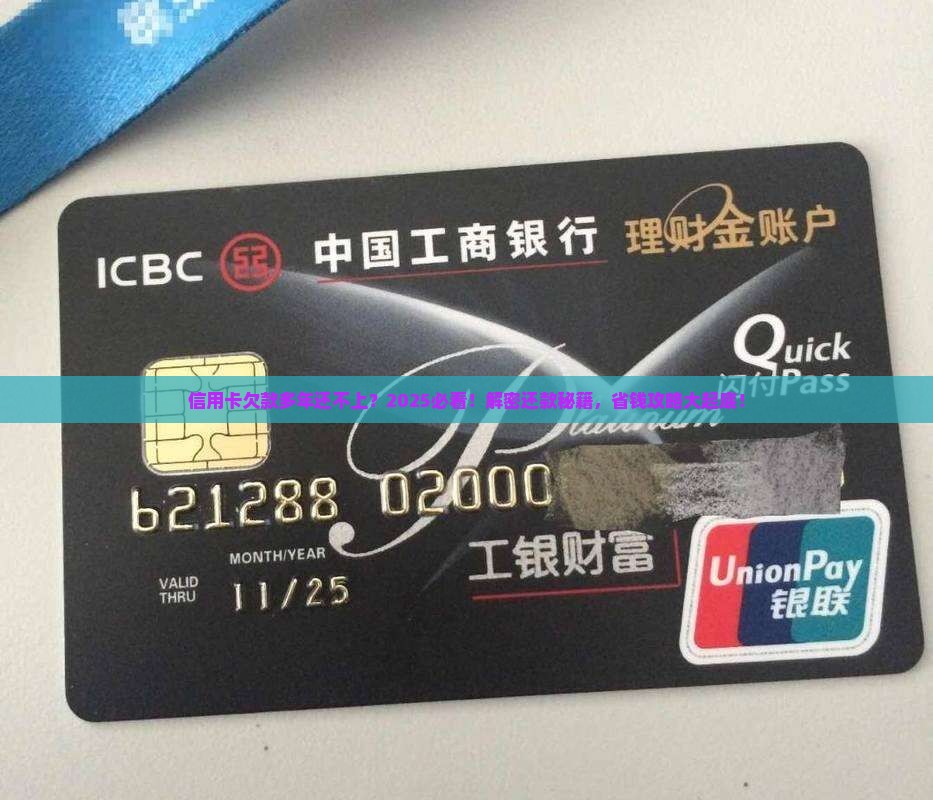 ICBC 中国工商银行 理财金账户
Quick
闪付Pass
信用卡欠款多年还不上？2025必看！解密还款秘籍，省钱攻略大起底！
Platinum
621288 02000
工银财富
MONTH/YEAR
VALID
THRU
11/25
UnionPay
银联